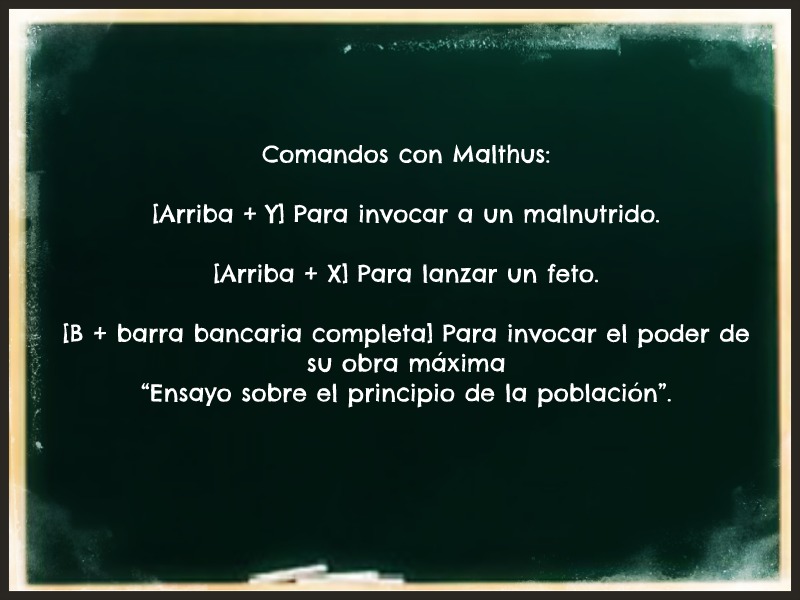 Comandos con Malthus:
[Arriba + Y] Para invocar a un malnutrido.
[Arriba + X] Para lanzar un feto.
[B + barra bancaria completa] Para invocar el poder de
su obra máxima
“Ensayo sobre el principio de la población”.